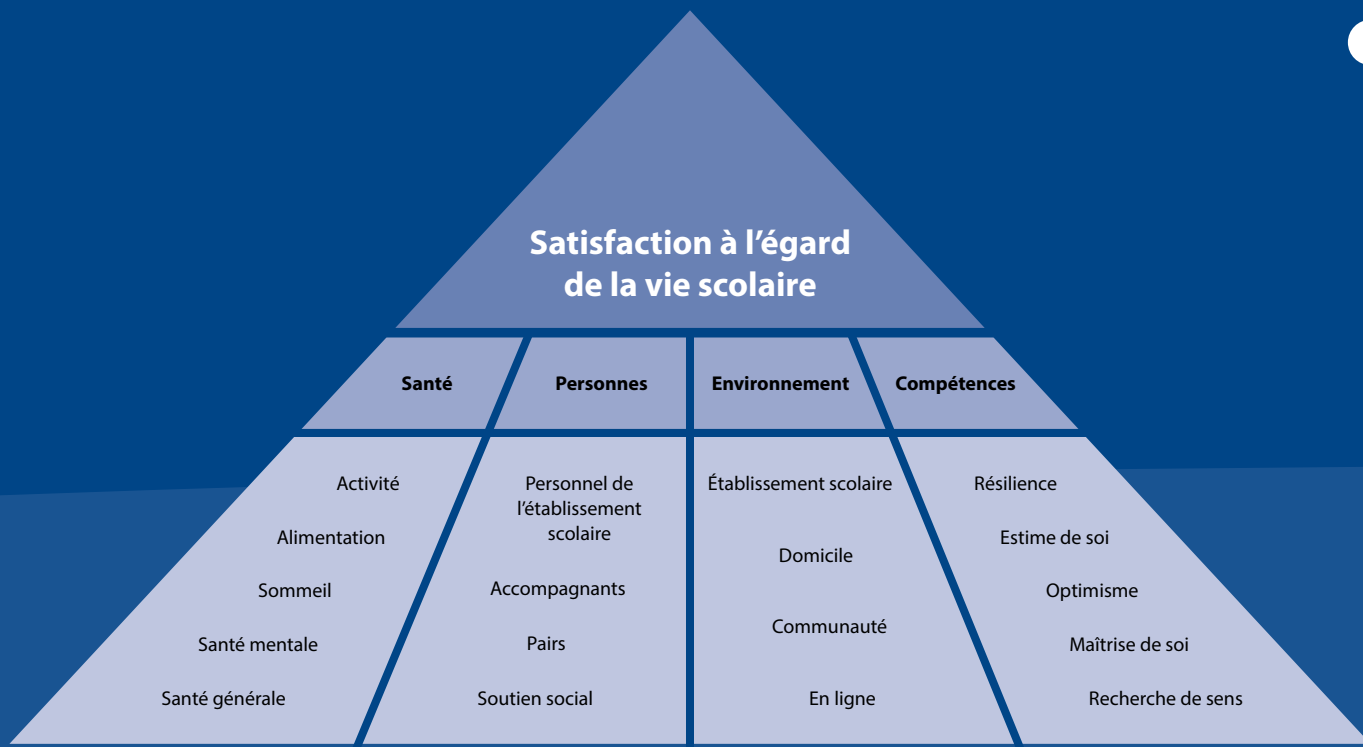 Satisfaction à l’égard
de la vie scolaire
Santé
Personnes
Environnement
Compétences
Activité
Alimentation
Sommeil
Santé mentale
Santé générale
Personnel de
l’établissement
scolaire
Accompagnants
Pairs
Soutien social
Établissement scolaire
Domicile
Communauté
En ligne
Résilience
Estime de soi
Optimisme
Maîtrise de soi
Recherche de sens